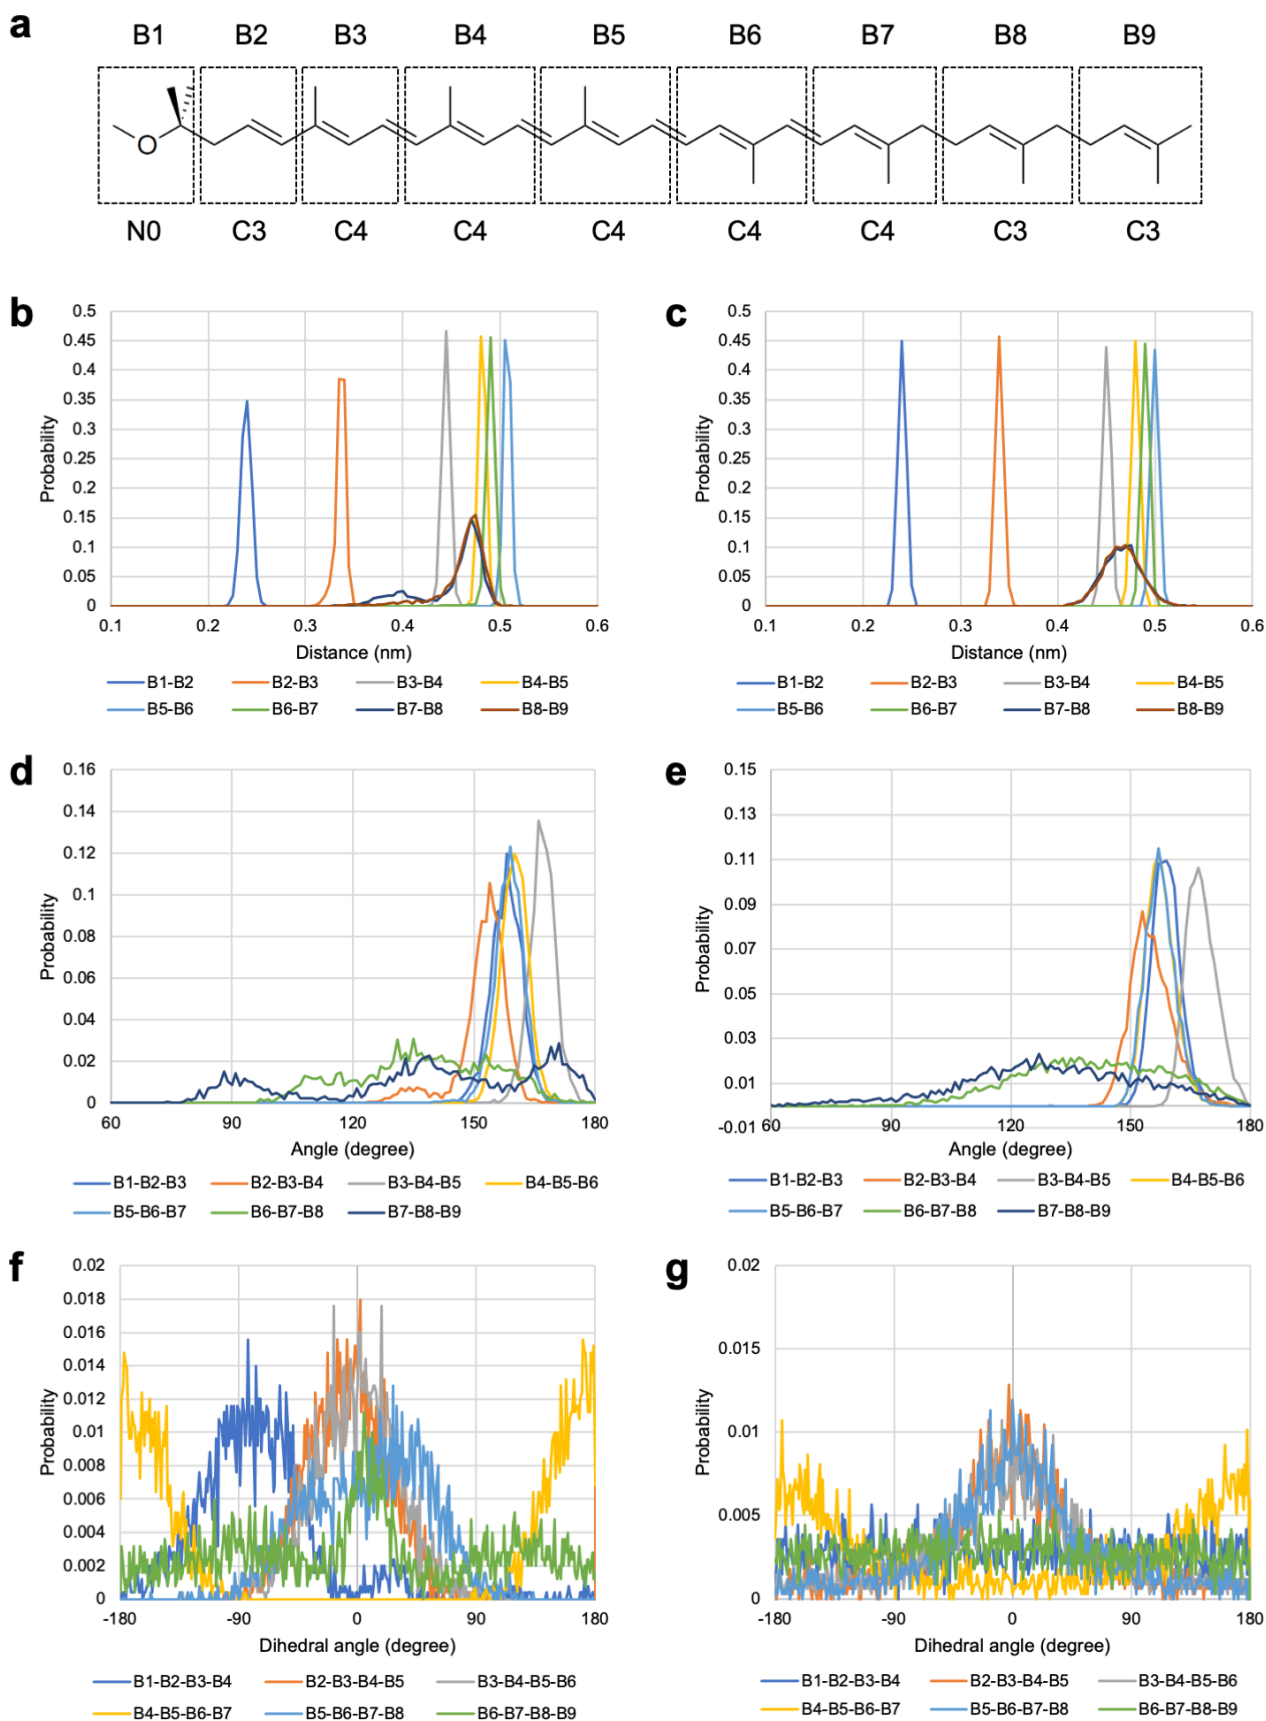 a
B1 B2 B3 B4 B5 B6 B7 B8 B9
O
N0 C3 C4 C4 C4 C4 C4 C3 C3
b
Probability
0.5
0.45
0.4
0.35
0.3
0.25
0.2
0.15
0.1
0.05
0
0.1 0.2 0.3 0.4 0.5 0.6
Distance (nm)
B1-B2 B2-B3 B3-B4 B4-B5
B5-B6 B6-B7 B7-B8 B8-B9
c
Probability
0.5
0.45
0.4
0.35
0.3
0.25
0.2
0.15
0.1
0.05
0
0.1 0.2 0.3 0.4 0.5 0.6
Distance (nm)
B1-B2 B2-B3 B3-B4 B4-B5
B5-B6 B6-B7 B7-B8 B8-B9
d
Probability
0.16
0.14
0.12
0.1
0.08
0.06
0.04
0.02
0
60 90 120 150 180
Angle (degree)
B1-B2-B3 B2-B3-B4 B3-B4-B5 B4-B5-B6
B5-B6-B7 B6-B7-B8 B7-B8-B9
e
Probability
0.15
0.13
0.11
0.09
0.07
0.05
0.03
0.01
-0.01
60 90 120 150 180
Angle (degree)
B1-B2-B3 B2-B3-B4 B3-B4-B5 B4-B5-B6
B5-B6-B7 B6-B7-B8 B7-B8-B9
f
Probability
0.02
0.018
0.016
0.014
0.012
0.01
0.008
0.006
0.004
0.002
0
-180 -90 0 90 180
Dihedral angle (degree)
B1-B2-B3-B4 B2-B3-B4-B5 B3-B4-B5-B6
B4-B5-B6-B7 B5-B6-B7-B8 B6-B7-B8-B9
g
Probability
0.02
0.015
0.01
0.005
0
-180 -90 0 90 180
Dihedral angle (degree)
B1-B2-B3-B4 B2-B3-B4-B5 B3-B4-B5-B6
B4-B5-B6-B7 B5-B6-B7-B8 B6-B7-B8-B9